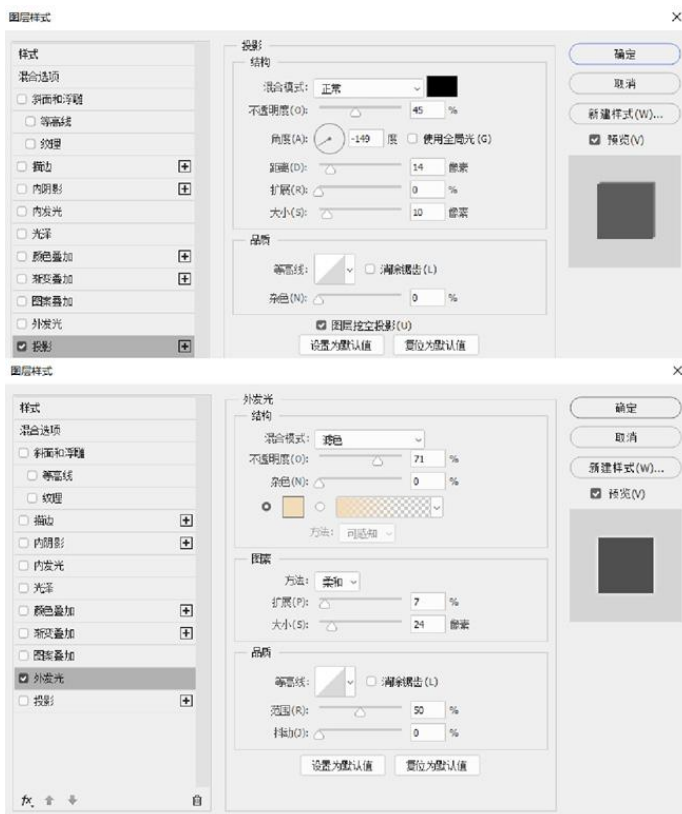 图层样式
样式
混合选项
斜面和浮雕
等高线
纹理
描边
内阴影
内发光
光泽
颜色叠加
渐变叠加
图案叠加
外发光
投影
投影
结构
混合模式: 正常
不透明度(O): 45 %
角度(A): -149 度 使用全局光(G)
距离(D): 14 像素
扩展(R): 0 %
大小(S): 10 像素
品质
等高线: 消除锯齿(L)
杂色(N): 0 %
图层挖空投影(U)
设置为默认值 复位为默认值
确定
取消
新建样式(W)...
预览(V)
图层样式
样式
混合选项
斜面和浮雕
等高线
纹理
描边
内阴影
内发光
光泽
颜色叠加
渐变叠加
图案叠加
外发光
投影
fx
外发光
结构
混合模式: 滤色
不透明度(O): 71 %
杂色(N): 0 %
方法: 可感知
图素
方法: 柔和
扩展(P): 7 %
大小(S): 24 像素
品质
等高线: 消除锯齿(L)
范围(R): 50 %
抖动(J): 0 %
设置为默认值 复位为默认值
确定
取消
新建样式(W)...
预览(V)